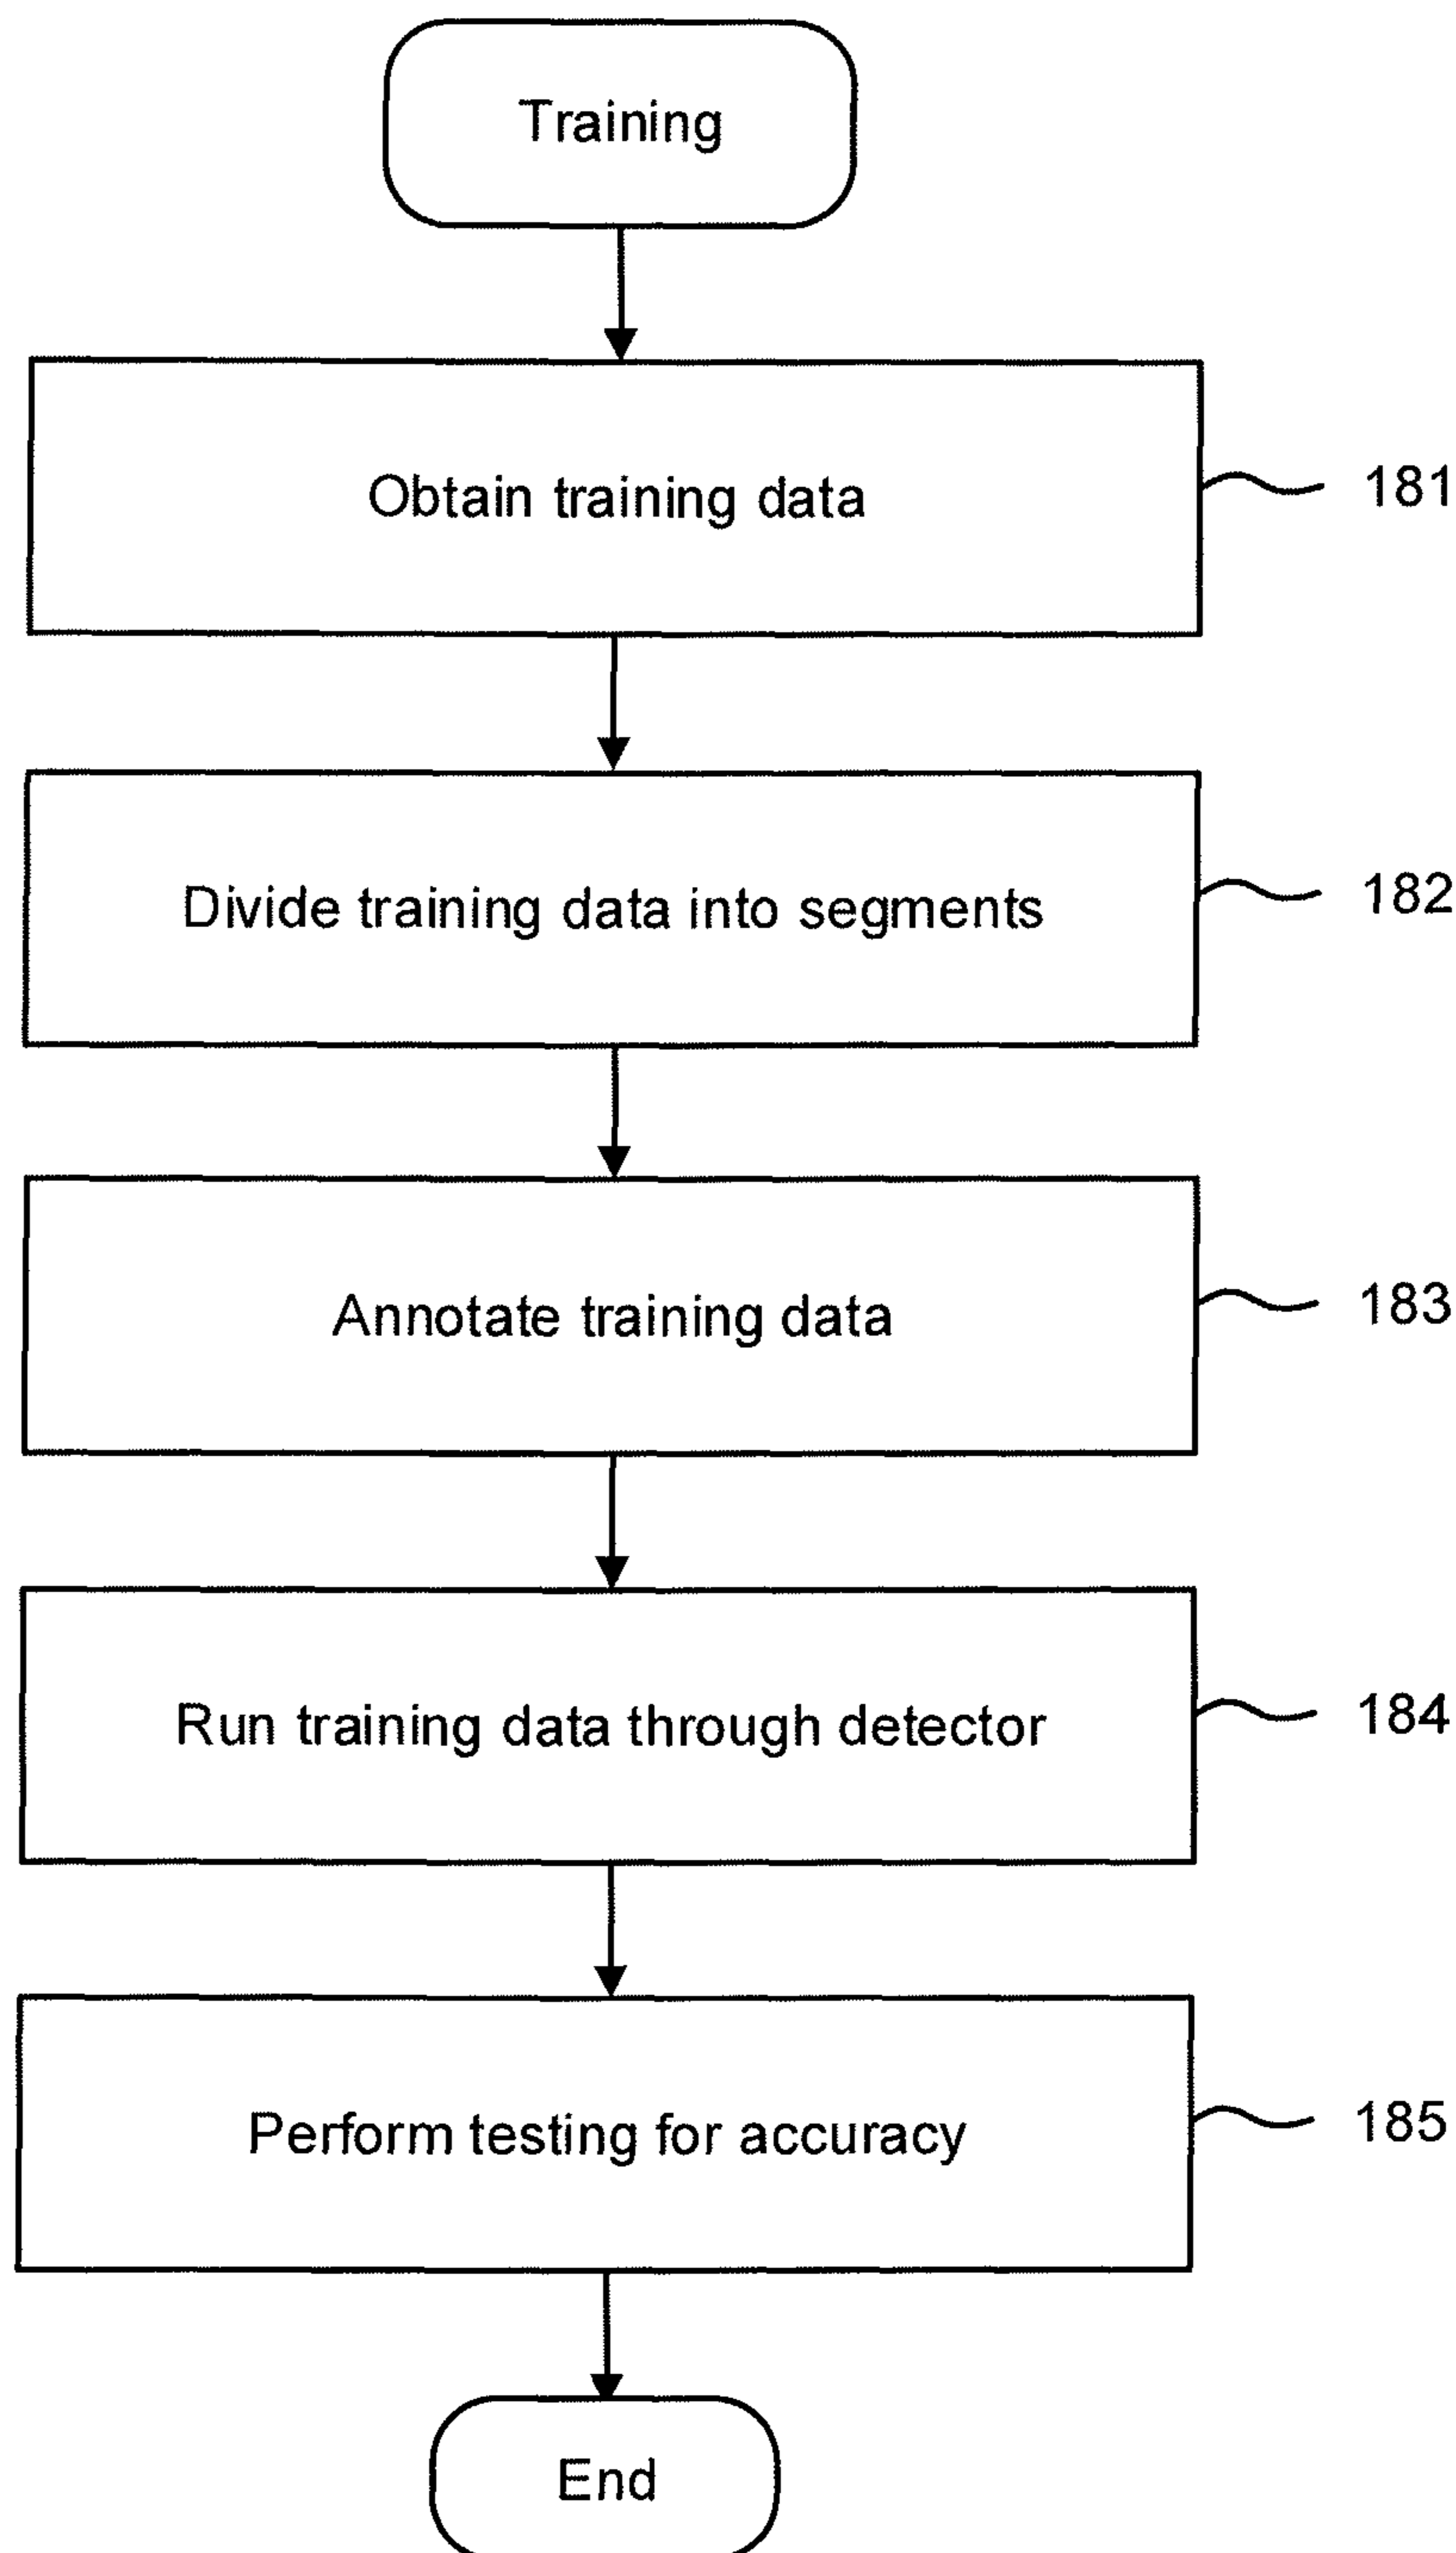 Training
Obtain training data
181
Divide training data into segments
182
Annotate training data
183
Run training data through detector
184
Perform testing for accuracy
185
End